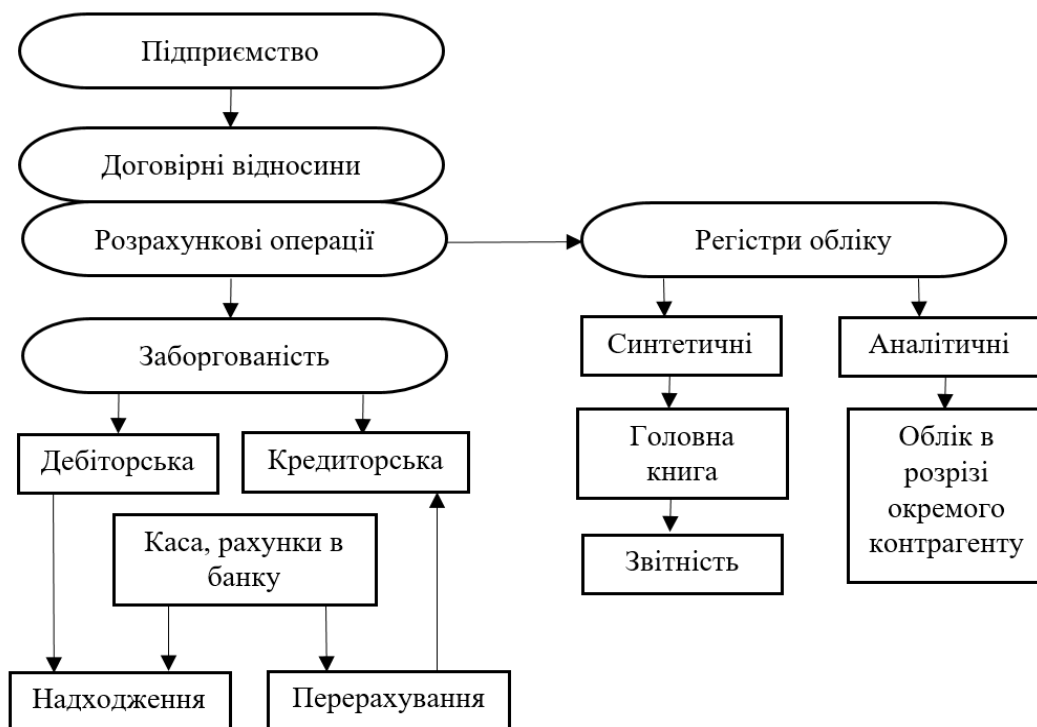 Підприємство
Договірні відносини
Розрахункові операції
Регістри обліку
Заборгованість
Синтетичні
Аналітичні
Дебіторська
Кредиторська
Головна
книга
Облік в
розрізі
окремого
контрагенту
Каса, рахунки в
банку
Звітність
Надходження
Перерахування